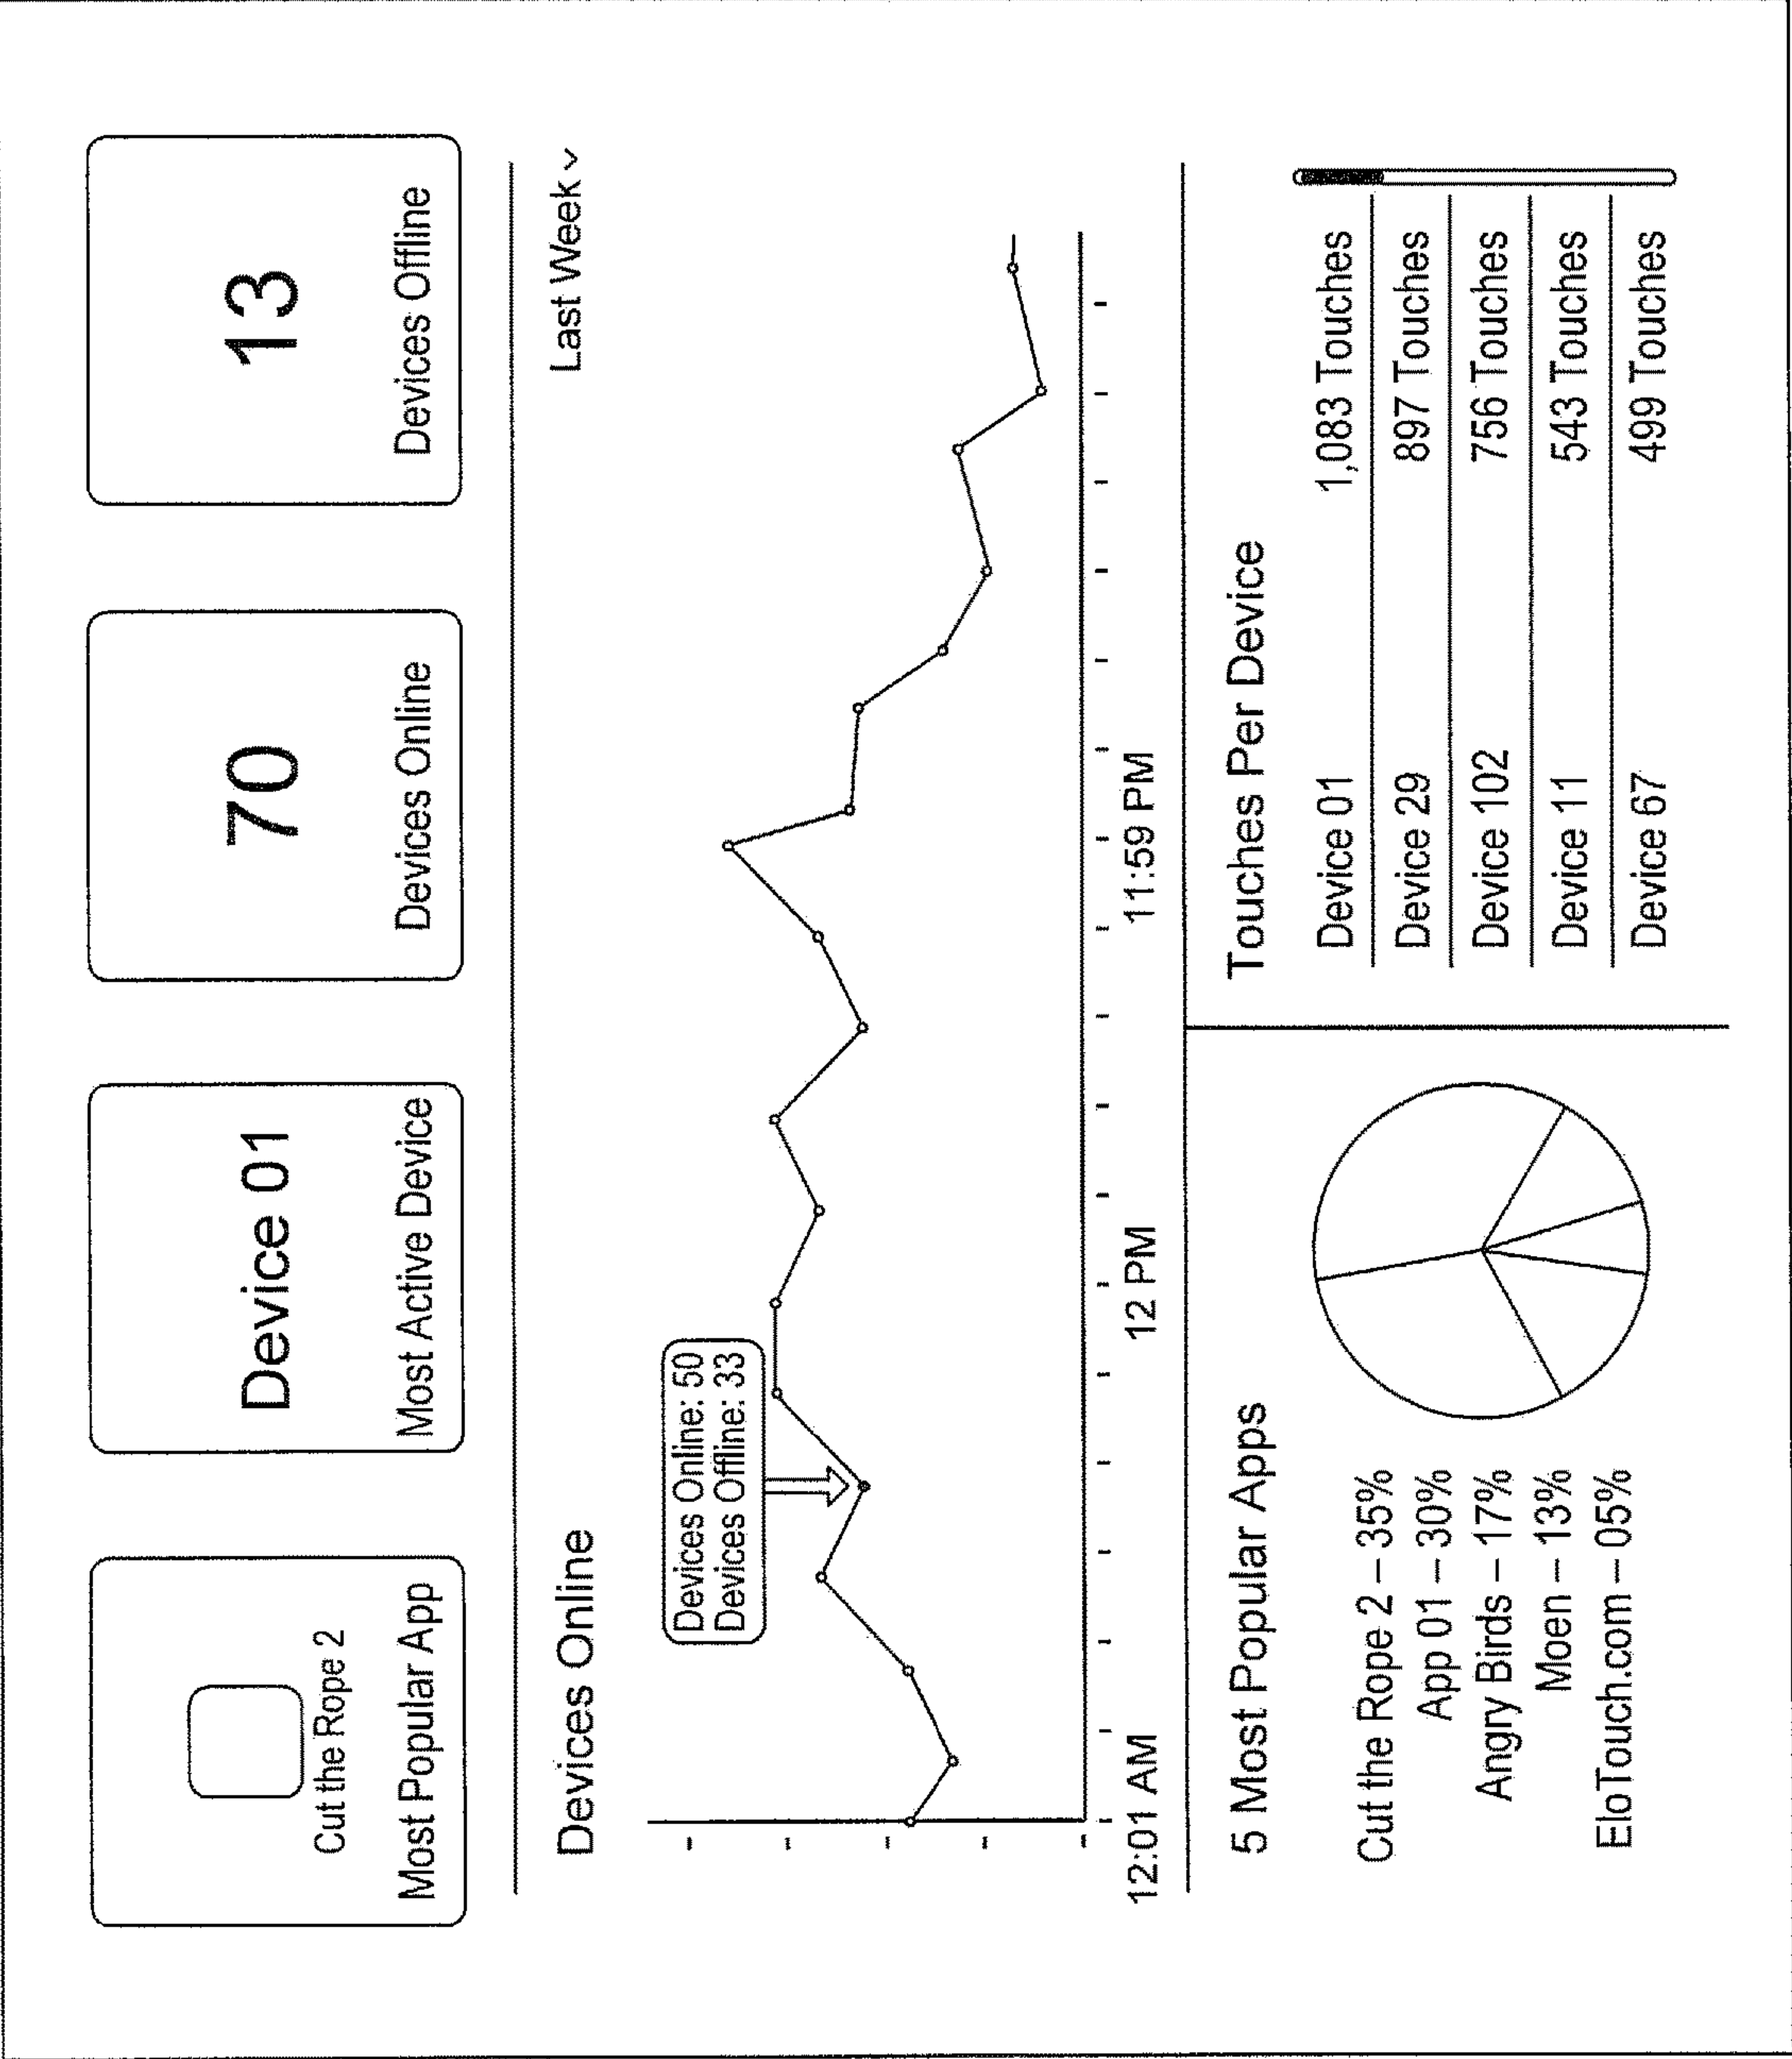 Cut the Rope 2
Most Popular App
Device 01
Most Active Device
70
Devices Online
13
Devices Offline
Devices Online
Last Week
Devices Online: 50
Devices Offline: 33
12:01 AM
12 PM
11:59 PM
5 Most Popular Apps
Cut the Rope 2 – 35%
App 01 – 30%
Angry Birds – 17%
Moen – 13%
EloTouch.com – 05%
Touches Per Device
Device 01 1,083 Touches
Device 29 897 Touches
Device 102 756 Touches
Device 11 543 Touches
Device 67 499 Touches